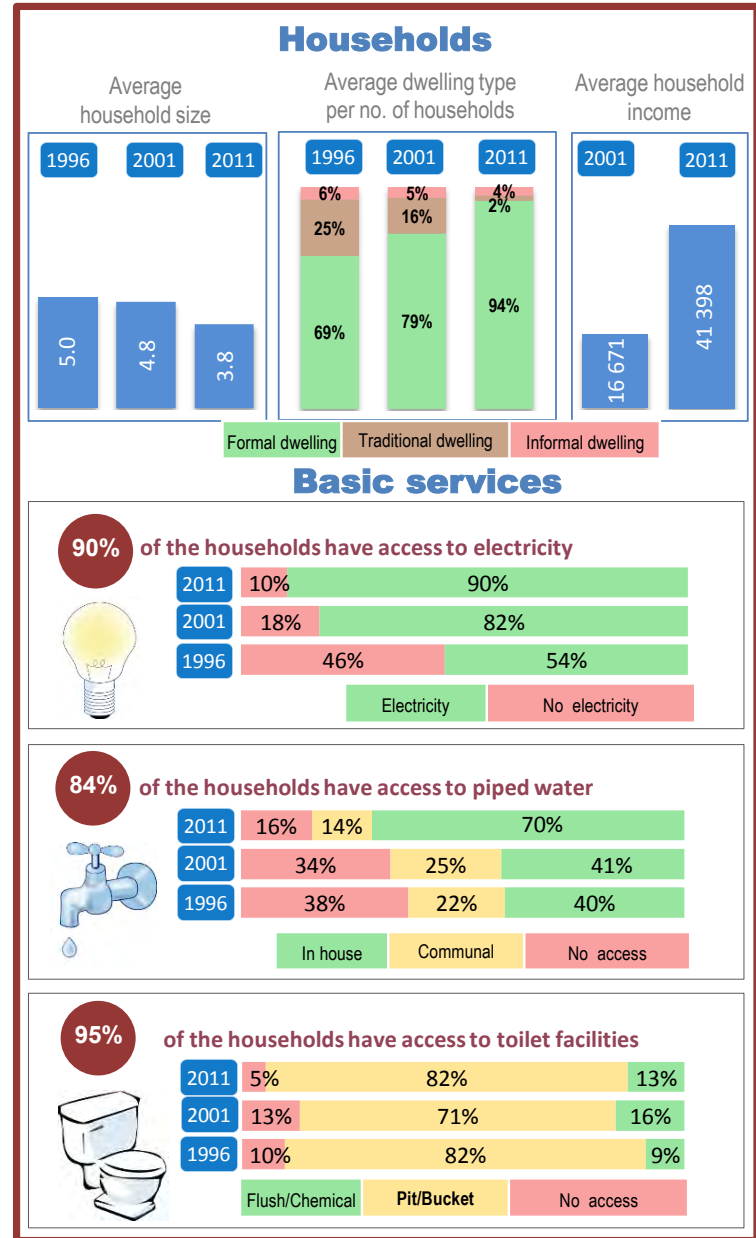 Households
Average
household size
Average dwelling type
per no. of households
Average household
income
1996 2001 2011
1996 2001 2011
2001 2011
6% 5% 4%
25% 16% 2%
69% 79% 94%
5.0 4.8 3.8
16 671 41 398
Formal dwelling Traditional dwelling Informal dwelling
Basic services
90% of the households have access to electricity
2011 10% 90%
2001 18% 82%
1996 46% 54%
Electricity No electricity
84% of the households have access to piped water
2011 16% 14% 70%
2001 34% 25% 41%
1996 38% 22% 40%
In house Communal No access
95% of the households have access to toilet facilities
2011 5% 82% 13%
2001 13% 71% 16%
1996 10% 82% 9%
Flush/Chemical Pit/Bucket No access